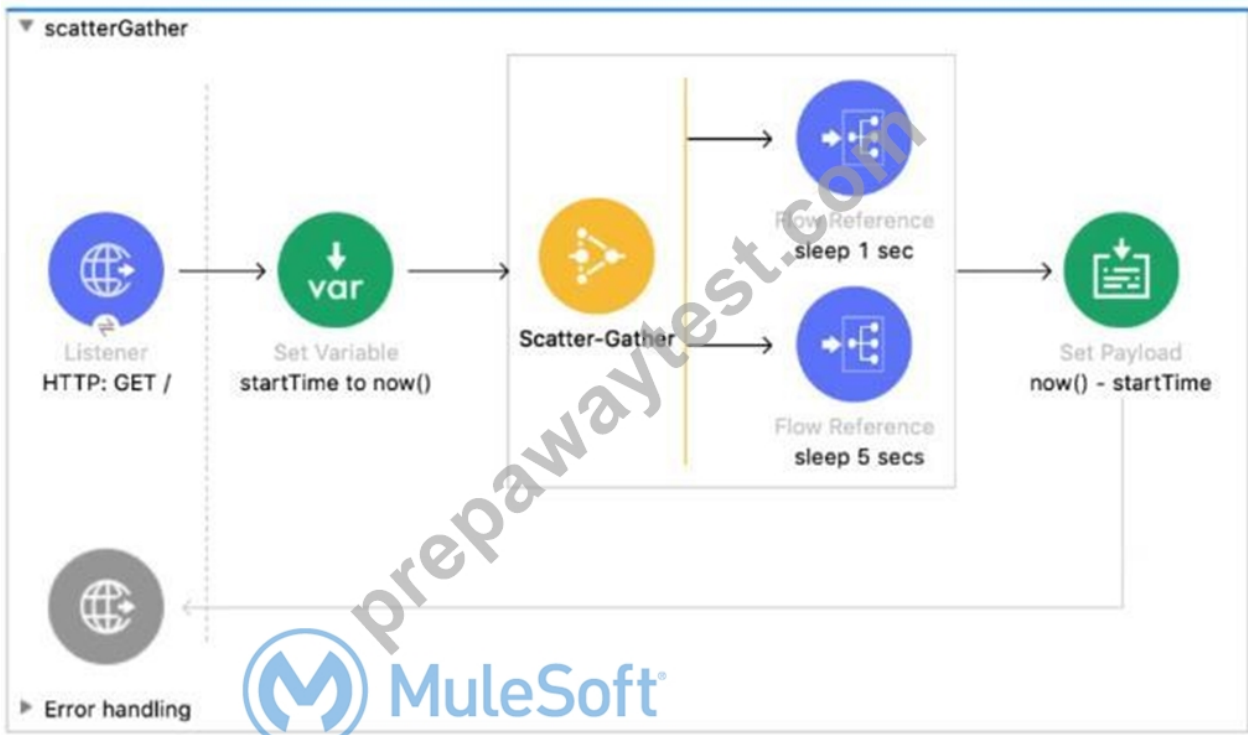 scatterGather
Listener
HTTP: GET /
var
Set Variable
startTime to now()
Scatter-Gather
Flow Reference
sleep 1 sec
Flow Reference
sleep 5 secs
Set Payload
now() - startTime
Error handling
prepawaytest.com
MuleSoft®